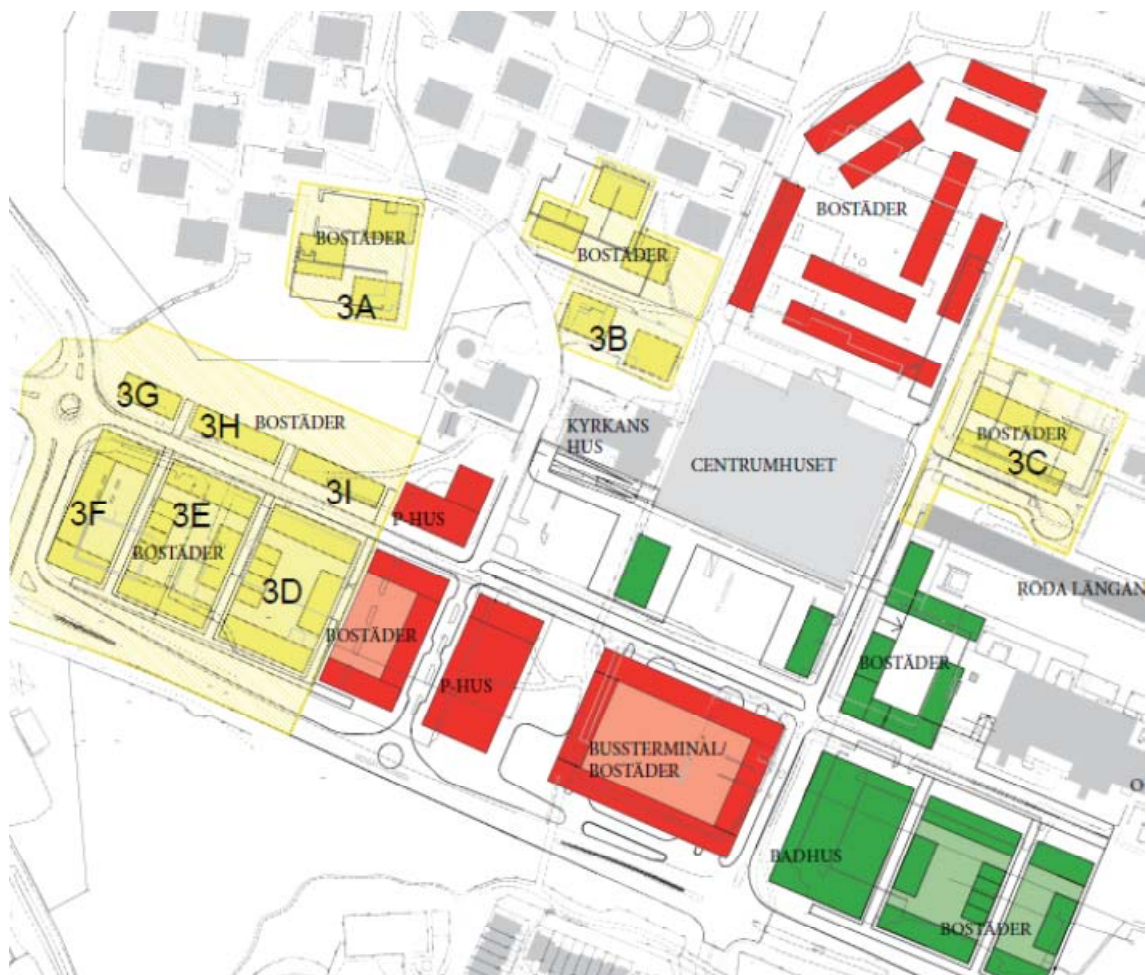 BOSTÄDER
BOSTÄDER
3A
BOSTÄDER
3B
3G
3H
BOSTÄDER
KYRKANS
HUS
CENTRUMHUSET
BOSTÄDER
3C
3I
3F
3E
BOSTÄDER
P-HUS
3D
RÖDA LÄNGAN
BOSTÄDER
BOSTÄDER
P-HUS
BUSSTERMINAL/
BOSTÄDER
O
BADHUS
BOSTÄDER